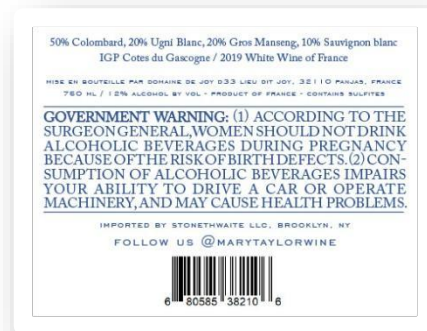 50% Colombard, 20% Ugni Blanc, 20% Gros Manseng, 10% Sauvignon blanc
IGP Cotes du Gascogne / 2019 White Wine of France
MISE EN BOUTEILLE PAR DOMAINE DE JOY D33 LIEU DIT JOY, 32110 PANJAS, FRANCE
750 ML / 12% ALCOHOL BY VOL - PRODUCT OF FRANCE - CONTAINS SULFITES
GOVERNMENT WARNING: (1) ACCORDING TO THE
SURGEON GENERAL, WOMEN SHOULD NOT DRINK
ALCOHOLIC BEVERAGES DURING PREGNANCY
BECAUSE OF THE RISK OF BIRTH DEFECTS. (2) CON-
SUMPTION OF ALCOHOLIC BEVERAGES IMPAIRS
YOUR ABILITY TO DRIVE A CAR OR OPERATE
MACHINERY, AND MAY CAUSE HEALTH PROBLEMS.
IMPORTED BY STONETHWAITE LLC, BROOKLYN, NY
FOLLOW US @MARYTAYLORWINE
6 80585 38210 6